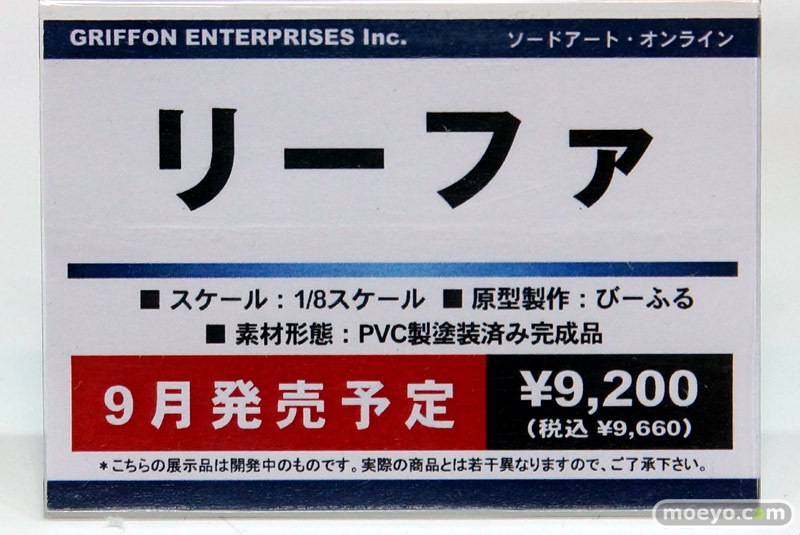 GRIFFON ENTERPRISES Inc. ソードアート・オンライン
リーファ
■ スケール：1/8スケール ■ 原型製作：びーふる
■ 素材形態：PVC製塗装済み完成品
9月発売予定 ¥9,200
(税込 ¥9,660)
＊こちらの展示品は開発中のものです。実際の商品とは若干異なりますので、ご了承下さい。
moeyo.com